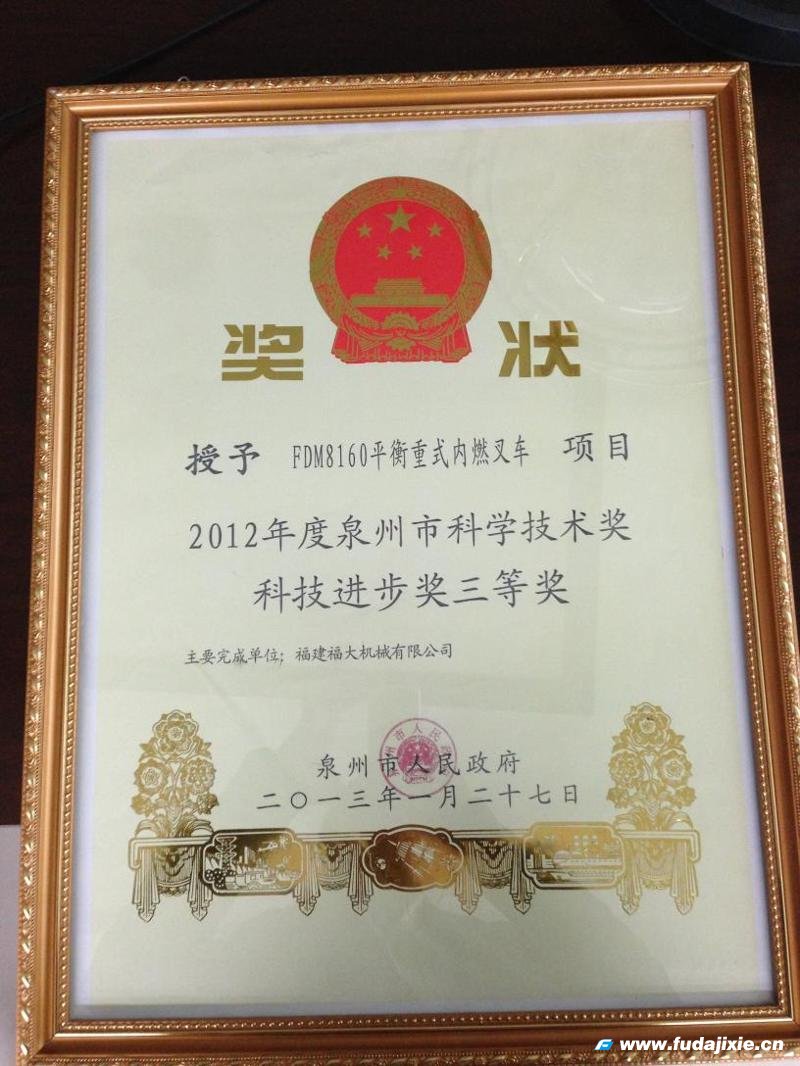 奖 状
授予 FDM8160平衡重式内燃叉车 项目
2012年度泉州市科学技术奖
科技进步奖三等奖
主要完成单位：福建福大机械有限公司
泉州市人民政府
二〇一三年一月二十七日
www.fudajixie.cn